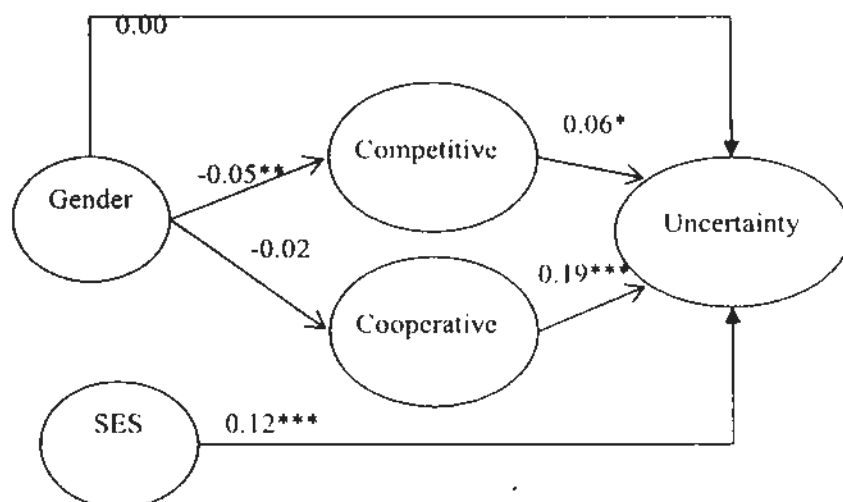 0.00
0.06*
Competitive
-0.05**
Gender
Uncertainty
-0.02
0.19***
Cooperative
SES
0.12***